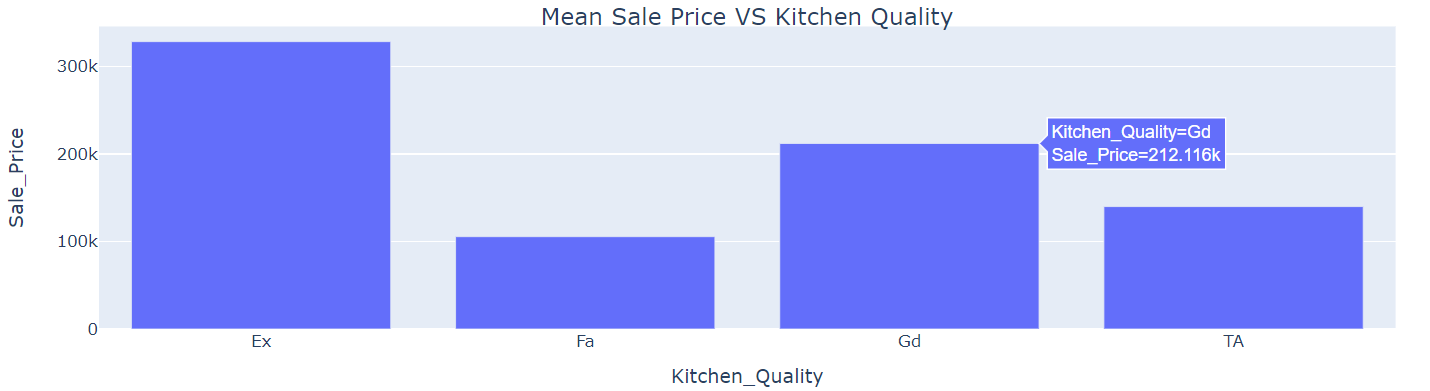 Mean Sale Price VS Kitchen Quality
300k
200k
100k
0
Sale_Price
Kitchen_Quality=Gd
Sale_Price=212.116k
Ex
Fa
Gd
TA
Kitchen_Quality